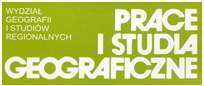 WYDZIAŁ
GEOGRAFII
I STUDIÓW
REGIONALNYCH
PRACE
I STUDIA
GEOGRAFICZNE